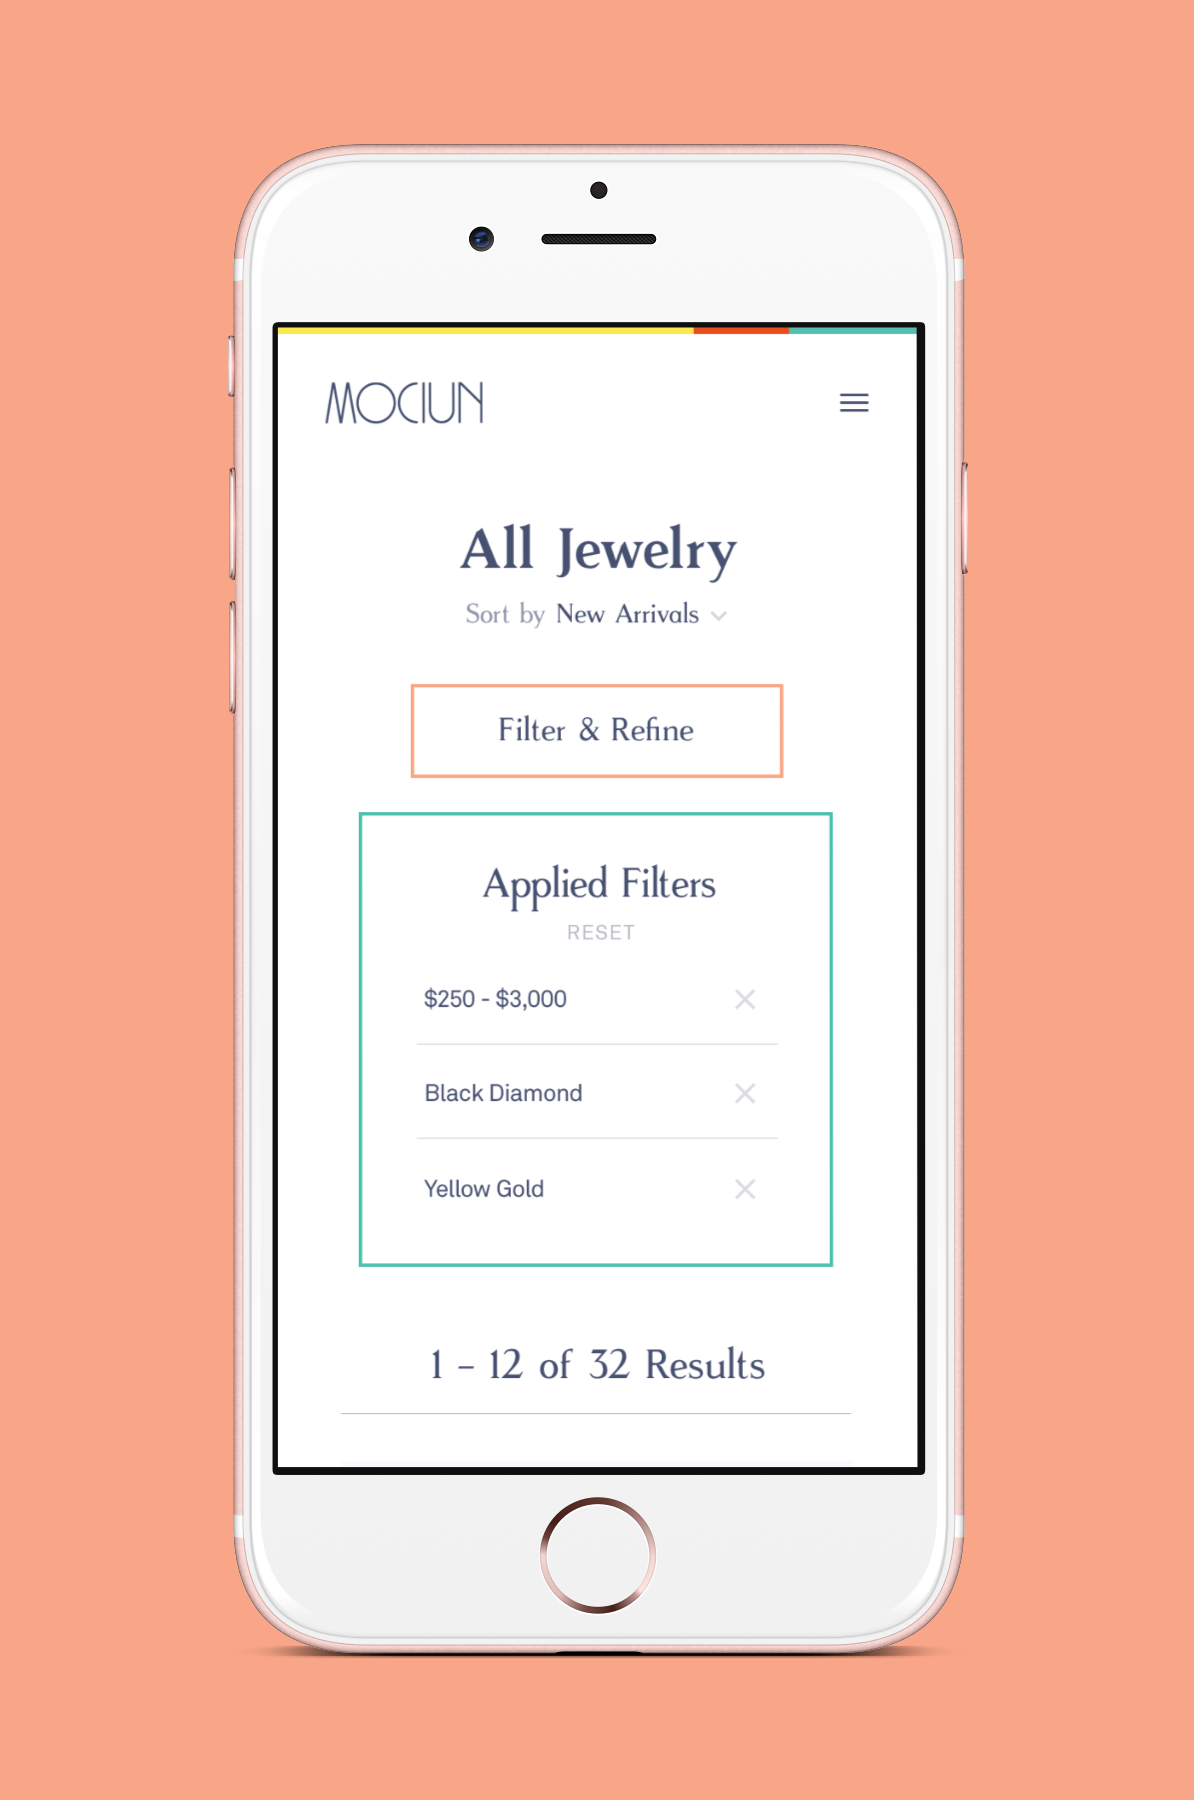 MOCIUN
All Jewelry
Sort by New Arrivals
Filter & Refine
Applied Filters
RESET
$250 - $3,000
Black Diamond
Yellow Gold
1 – 12 of 32 Results